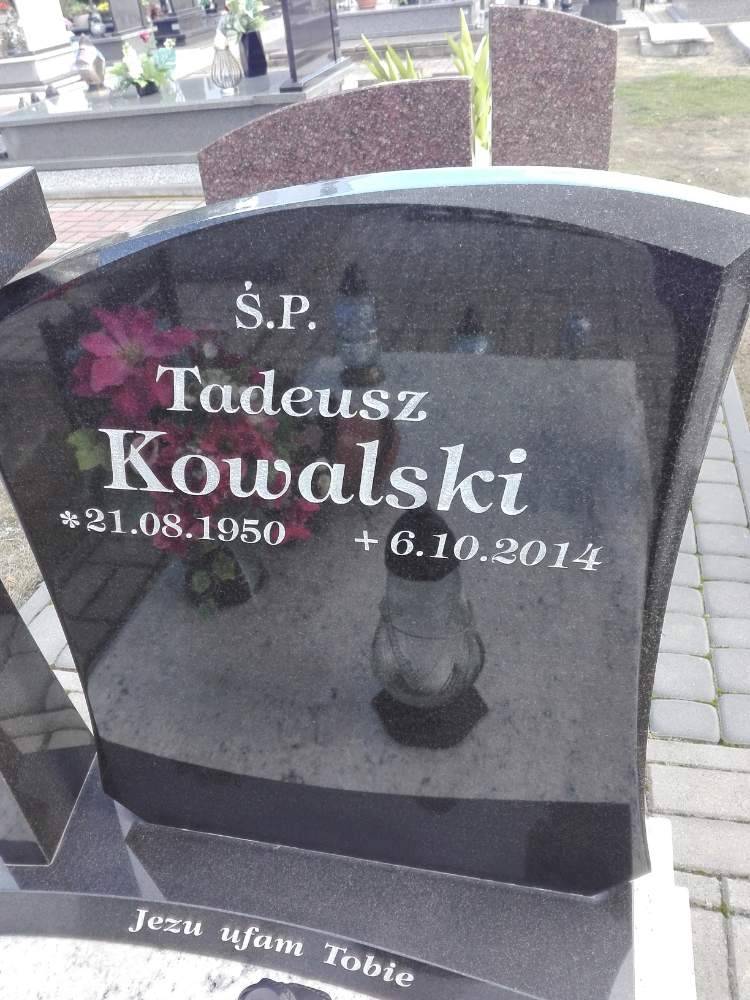 Ś.P.
Tadeusz
Kowalski
*21.08.1950 +6.10.2014
Jezu ufam Tobie